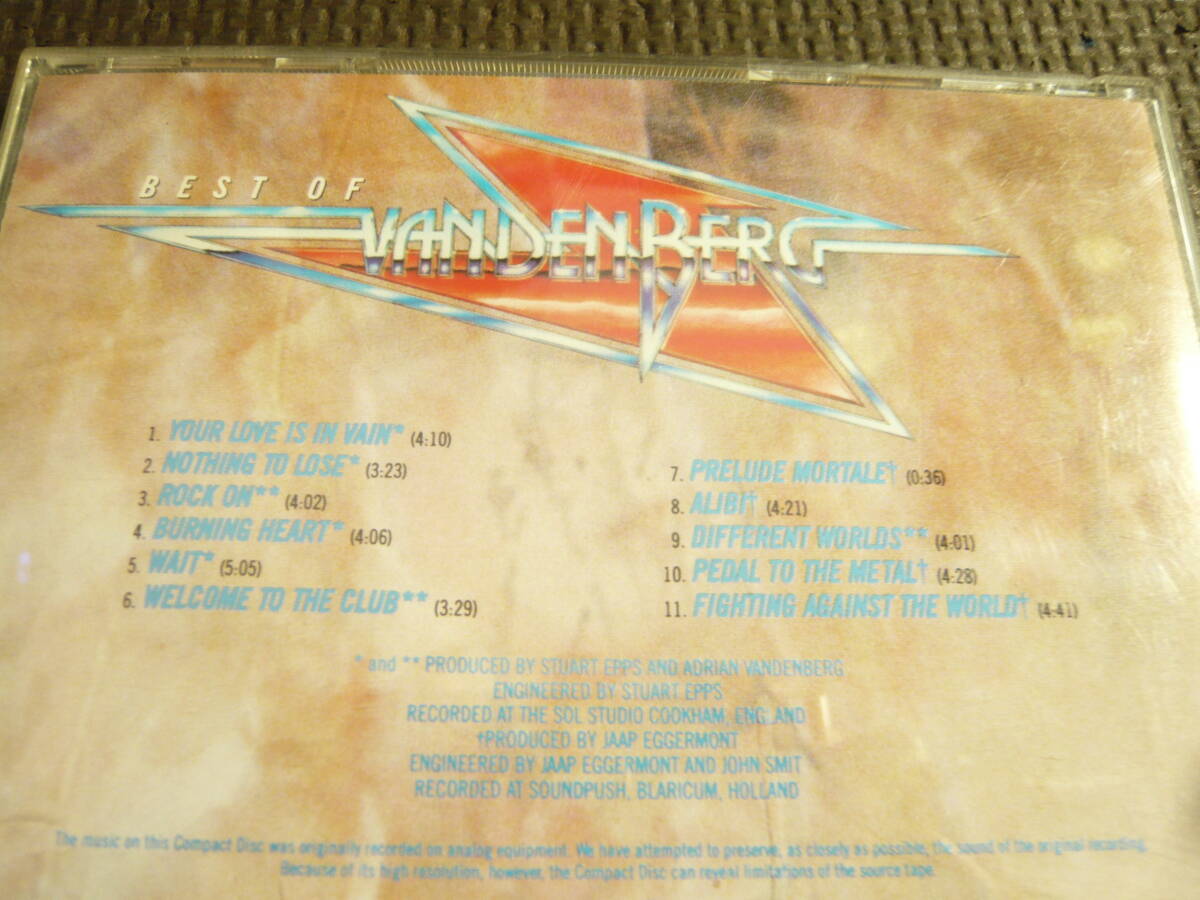 BEST OF
VANDENBERG
1. YOUR LOVE IS IN VAIN* (4:10)
2. NOTHING TO LOSE* (3:23)
3. ROCK ON** (4:02)
4. BURNING HEART* (4:06)
5. WAIT* (5:05)
6. WELCOME TO THE CLUB** (3:29)
7. PRELUDE MORTALE† (0:36)
8. ALIBI† (4:21)
9. DIFFERENT WORLDS** (4:01)
10. PEDAL TO THE METAL† (4:28)
11. FIGHTING AGAINST THE WORLD† (4:41)
* and ** PRODUCED BY STUART EPPS AND ADRIAN VANDENBERG
ENGINEERED BY STUART EPPS
RECORDED AT THE SOL STUDIO COOKHAM, ENGLAND
†PRODUCED BY JAAP EGGERMONT
ENGINEERED BY JAAP EGGERMONT AND JOHN SMIT
RECORDED AT SOUNDPUSH, BLARICUM, HOLLAND
The music on this Compact Disc was originally recorded on analog equipment. We have attempted to preserve, as closely as possible, the sound of the original recording.
Because of its high resolution, however, the Compact Disc can reveal limitations of the source tape.